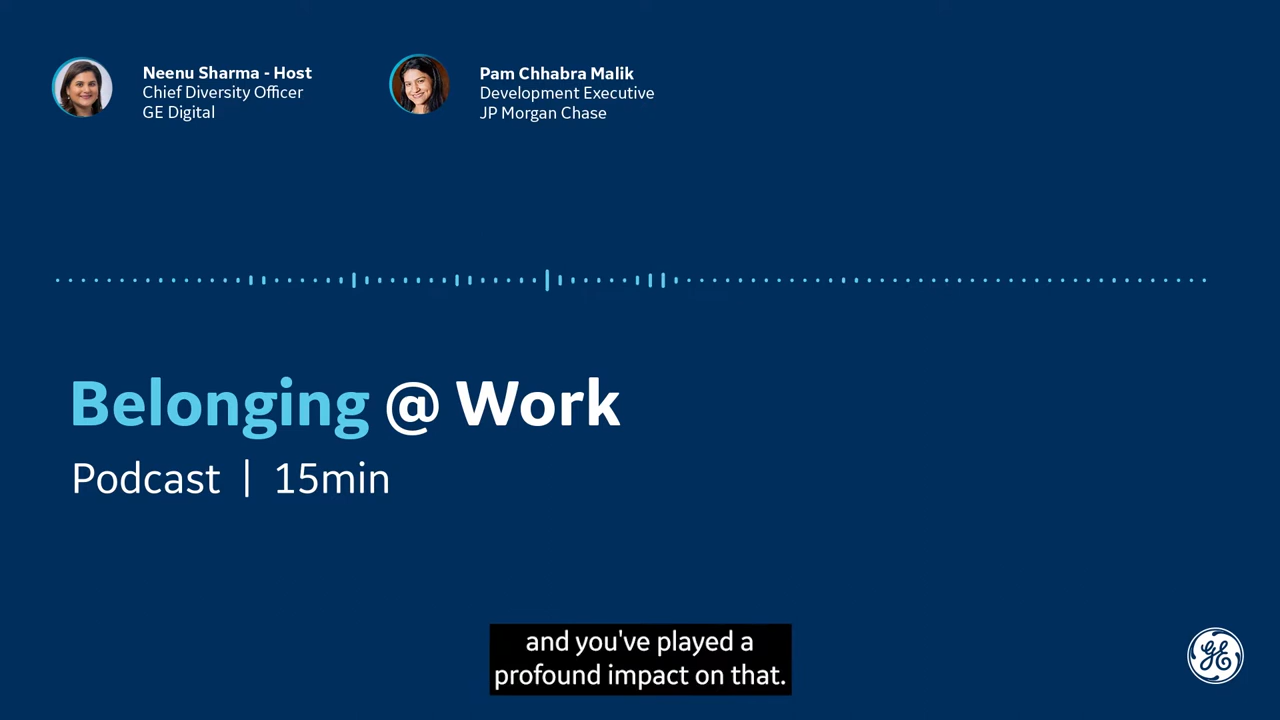 Neenu Sharma - Host
Chief Diversity Officer
GE Digital
Pam Chhabra Malik
Development Executive
JP Morgan Chase
Belonging @ Work
Podcast | 15min
and you've played a
profound impact on that.
GE